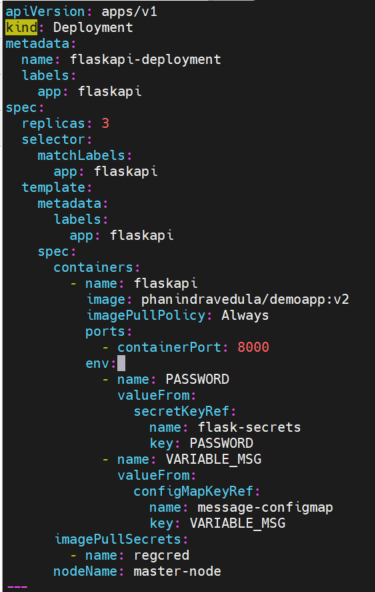 apiVersion: apps/v1
kind: Deployment
metadata:
  name: flaskapi-deployment
  labels:
    app: flaskapi
spec:
  replicas: 3
  selector:
    matchLabels:
      app: flaskapi
  template:
    metadata:
      labels:
        app: flaskapi
    spec:
      containers:
        - name: flaskapi
          image: phanindravedula/demoapp:v2
          imagePullPolicy: Always
          ports:
            - containerPort: 8000
          env:
            - name: PASSWORD
              valueFrom:
                secretKeyRef:
                  name: flask-secrets
                  key: PASSWORD
            - name: VARIABLE_MSG
              valueFrom:
                configMapKeyRef:
                  name: message-configmap
                  key: VARIABLE_MSG
      imagePullSecrets:
        - name: regcred
      nodeName: master-node
---